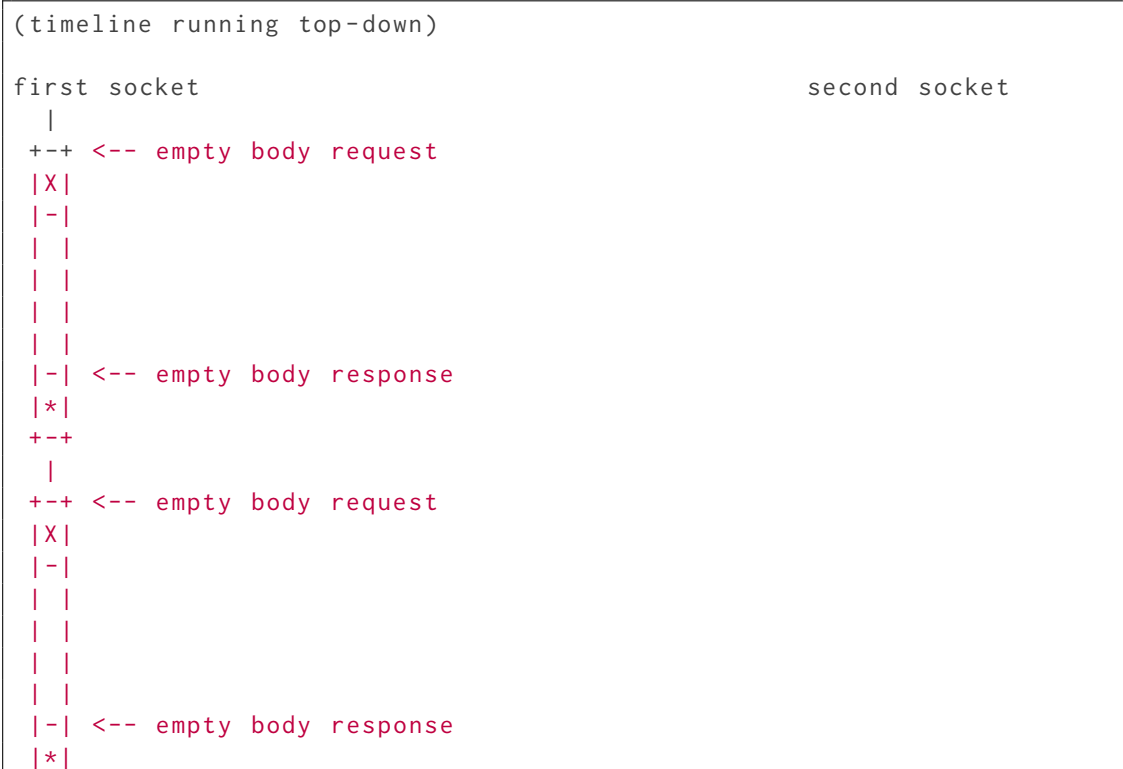 (timeline running top-down)

first socket                                      second socket
  |
 +-+ <-- empty body request
 |X|
 |-|
 | |
 | |
 | |
 | |
 |-| <-- empty body response
 |*|
 +-+
  |
 +-+ <-- empty body request
 |X|
 |-|
 | |
 | |
 | |
 | |
 |-| <-- empty body response
 |*|